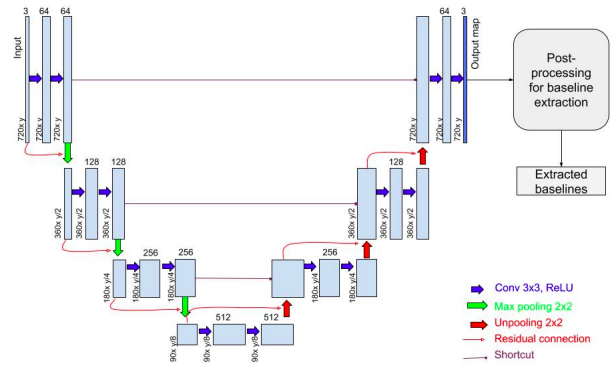 3
64
64
Input
720x y
720x y
720x y
64
3
Output map
720x y
720x y
720x y
Post-
processing
for baseline
extraction
Extracted
baselines
128
128
360x y/2
360x y/2
360x y/2
128
360x y/2
360x y/2
360x y/2
256
256
180x y/4
180x y/4
180x y/4
256
180x y/4
180x y/4
180x y/4
512
512
90x y/8
90x y/8
90x y/8
Conv 3x3, ReLU
Max pooling 2x2
Unpooling 2x2
Residual connection
Shortcut